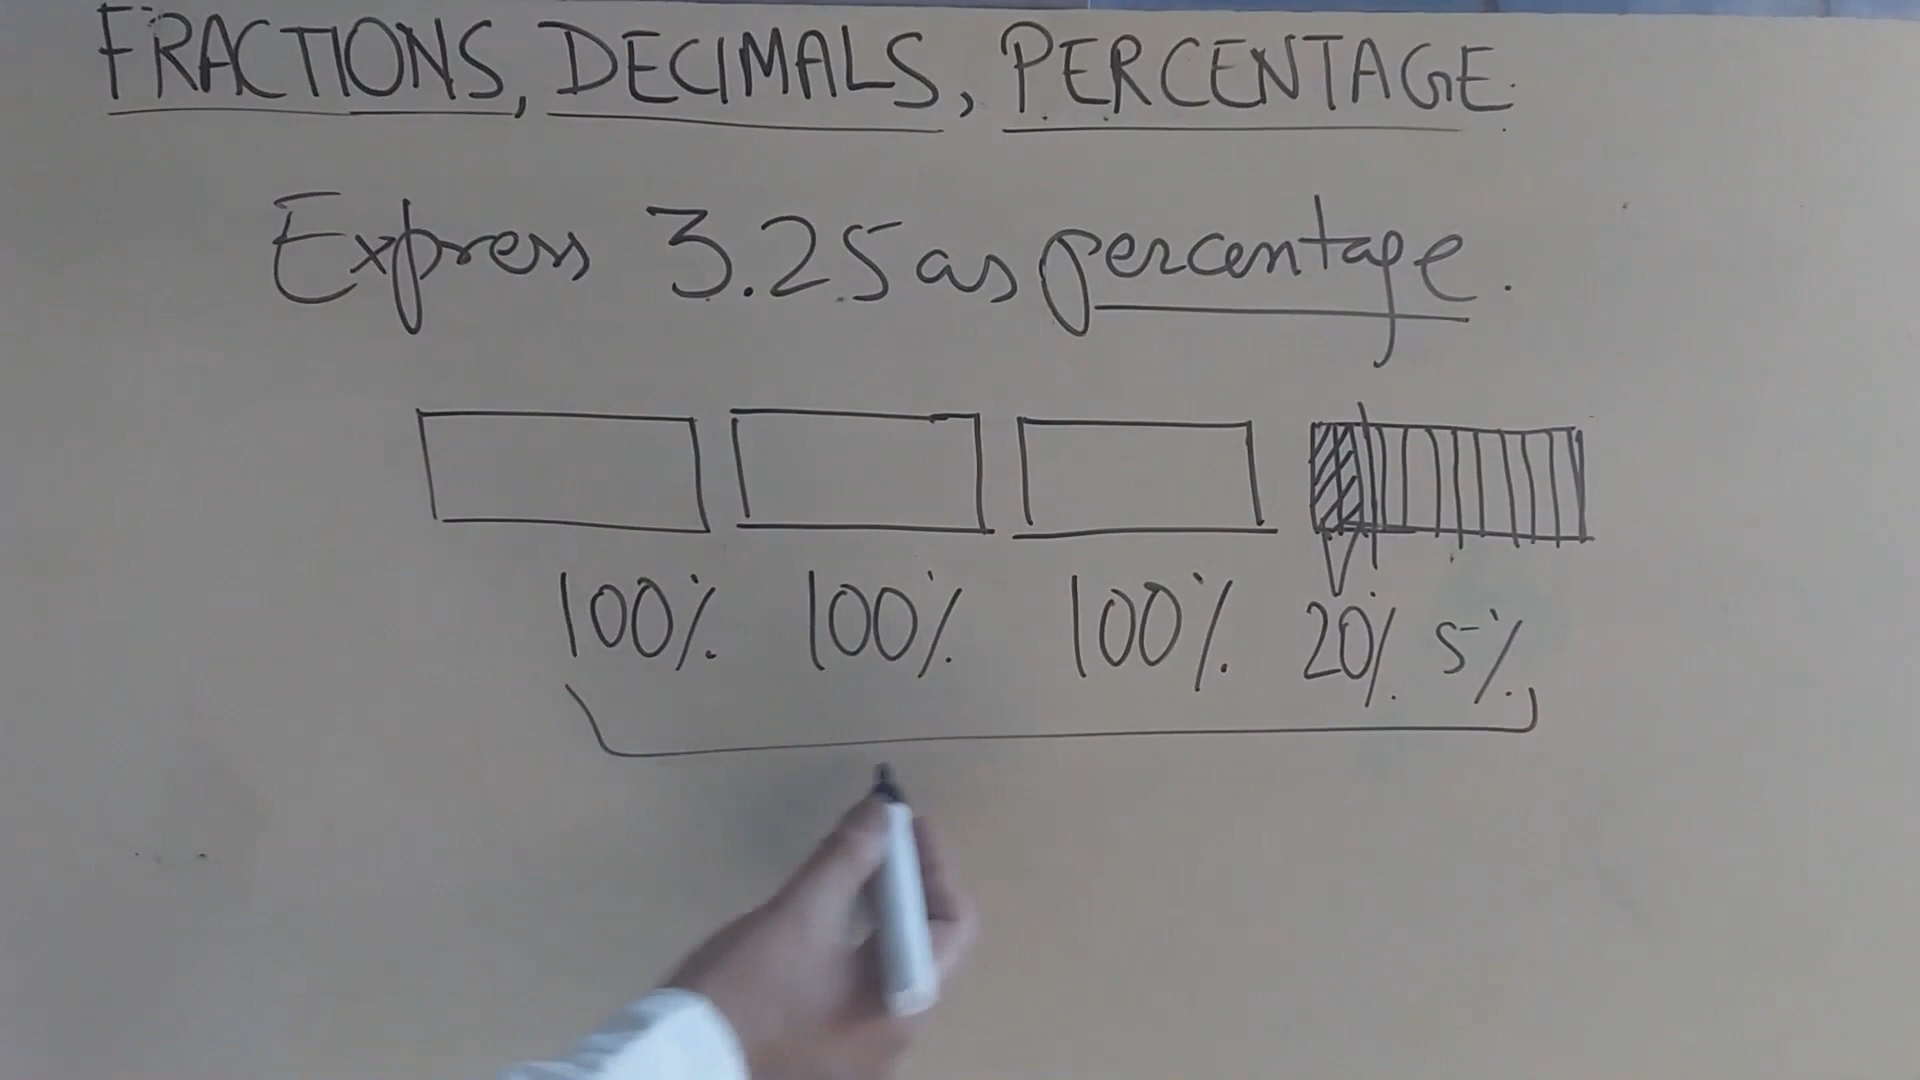 FRACTIONS, DECIMALS, PERCENTAGE.
Express 3.25 as percentage.
100% 100% 100% 20% 5%